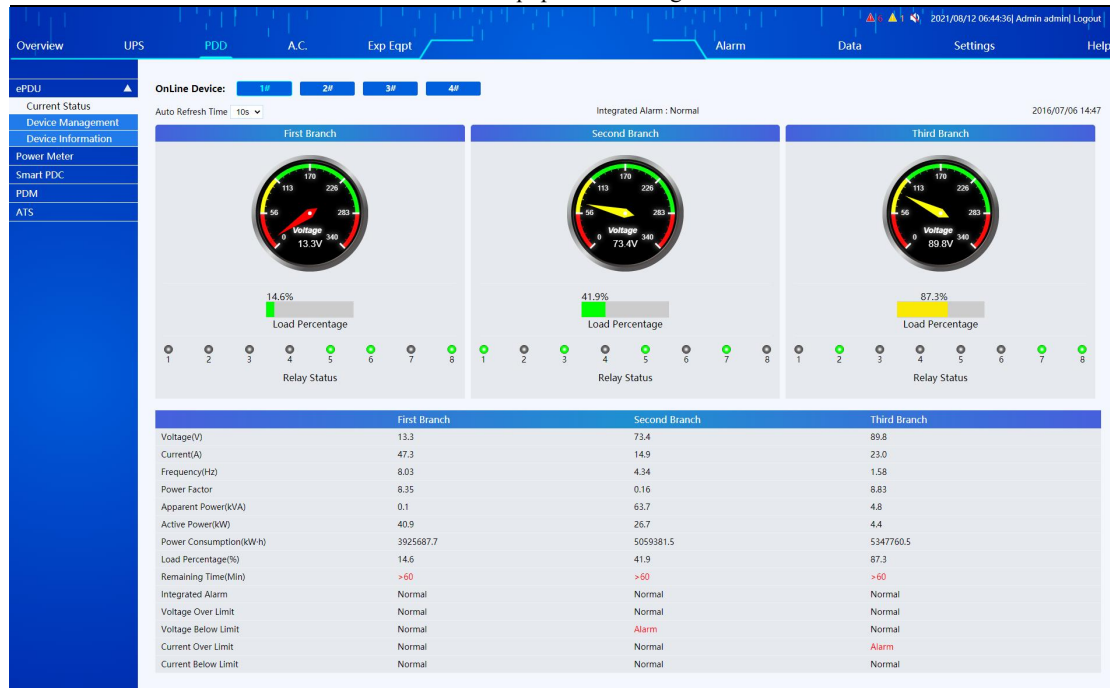 6 1 2021/08/12 06:44:36| Admin admin| Logout
Overview UPS PDD A.C. Exp Eqpt Alarm Data Settings Help
ePDU
Current Status
Device Management
Device Information
Power Meter
Smart PDC
PDM
ATS
OnLine Device: 1# 2# 3# 4#
Auto Refresh Time 10s Integrated Alarm : Normal 2016/07/06 14:47
First Branch Second Branch Third Branch
0 56 113 170 226 283 340
Voltage
13.3V
0 56 113 170 226 283 340
Voltage
73.4V
0 56 113 170 226 283 340
Voltage
89.8V
14.6% 41.9% 87.3%
Load Percentage Load Percentage Load Percentage
1 2 3 4 5 6 7 8 1 2 3 4 5 6 7 8 1 2 3 4 5 6 7 8
Relay Status Relay Status Relay Status
First Branch Second Branch Third Branch
Voltage(V) 13.3 73.4 89.8
Current(A) 47.3 14.9 23.0
Frequency(Hz) 8.03 4.34 1.58
Power Factor 8.35 0.16 8.83
Apparent Power(kVA) 0.1 63.7 4.8
Active Power(kW) 40.9 26.7 4.4
Power Consumption(kW·h) 3925687.7 5059381.5 5347760.5
Load Percentage(%) 14.6 41.9 87.3
Remaining Time(Min) >60 >60 >60
Integrated Alarm Normal Normal Normal
Voltage Over Limit Normal Normal Normal
Voltage Below Limit Normal Alarm Normal
Current Over Limit Normal Normal Alarm
Current Below Limit Normal Normal Normal